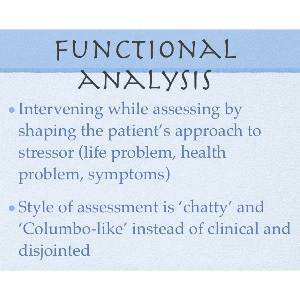 FUNCTIONAL
ANALYSIS
• Intervening while assessing by
shaping the patient's approach to
stressor (life problem, health
problem, symptoms)
• Style of assessment is 'chatty' and
'Columbo-like' instead of clinical and
disjointed